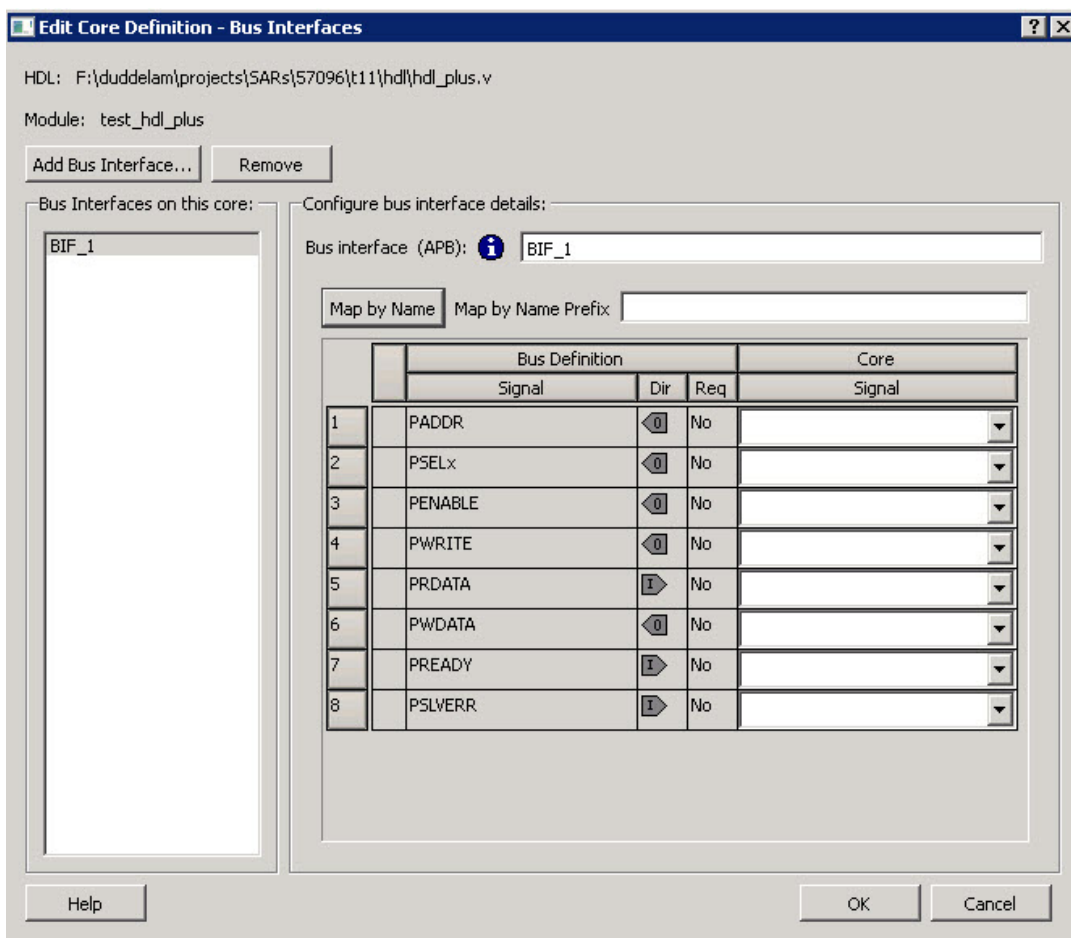 Edit Core Definition - Bus Interfaces
HDL: F:\duddelam\projects\SARs\57096\t11\hdl\hdl_plus.v
Module: test_hdl_plus
Add Bus Interface... Remove
Bus Interfaces on this core:
BIF_1
Configure bus interface details:
Bus interface (APB): i BIF_1
Map by Name Map by Name Prefix
Bus Definition Core
Signal Dir Req Signal
1 PADDR O No
2 PSELx O No
3 PENABLE O No
4 PWRITE O No
5 PRDATA I No
6 PWDATA O No
7 PREADY I No
8 PSLVERR I No
Help OK Cancel